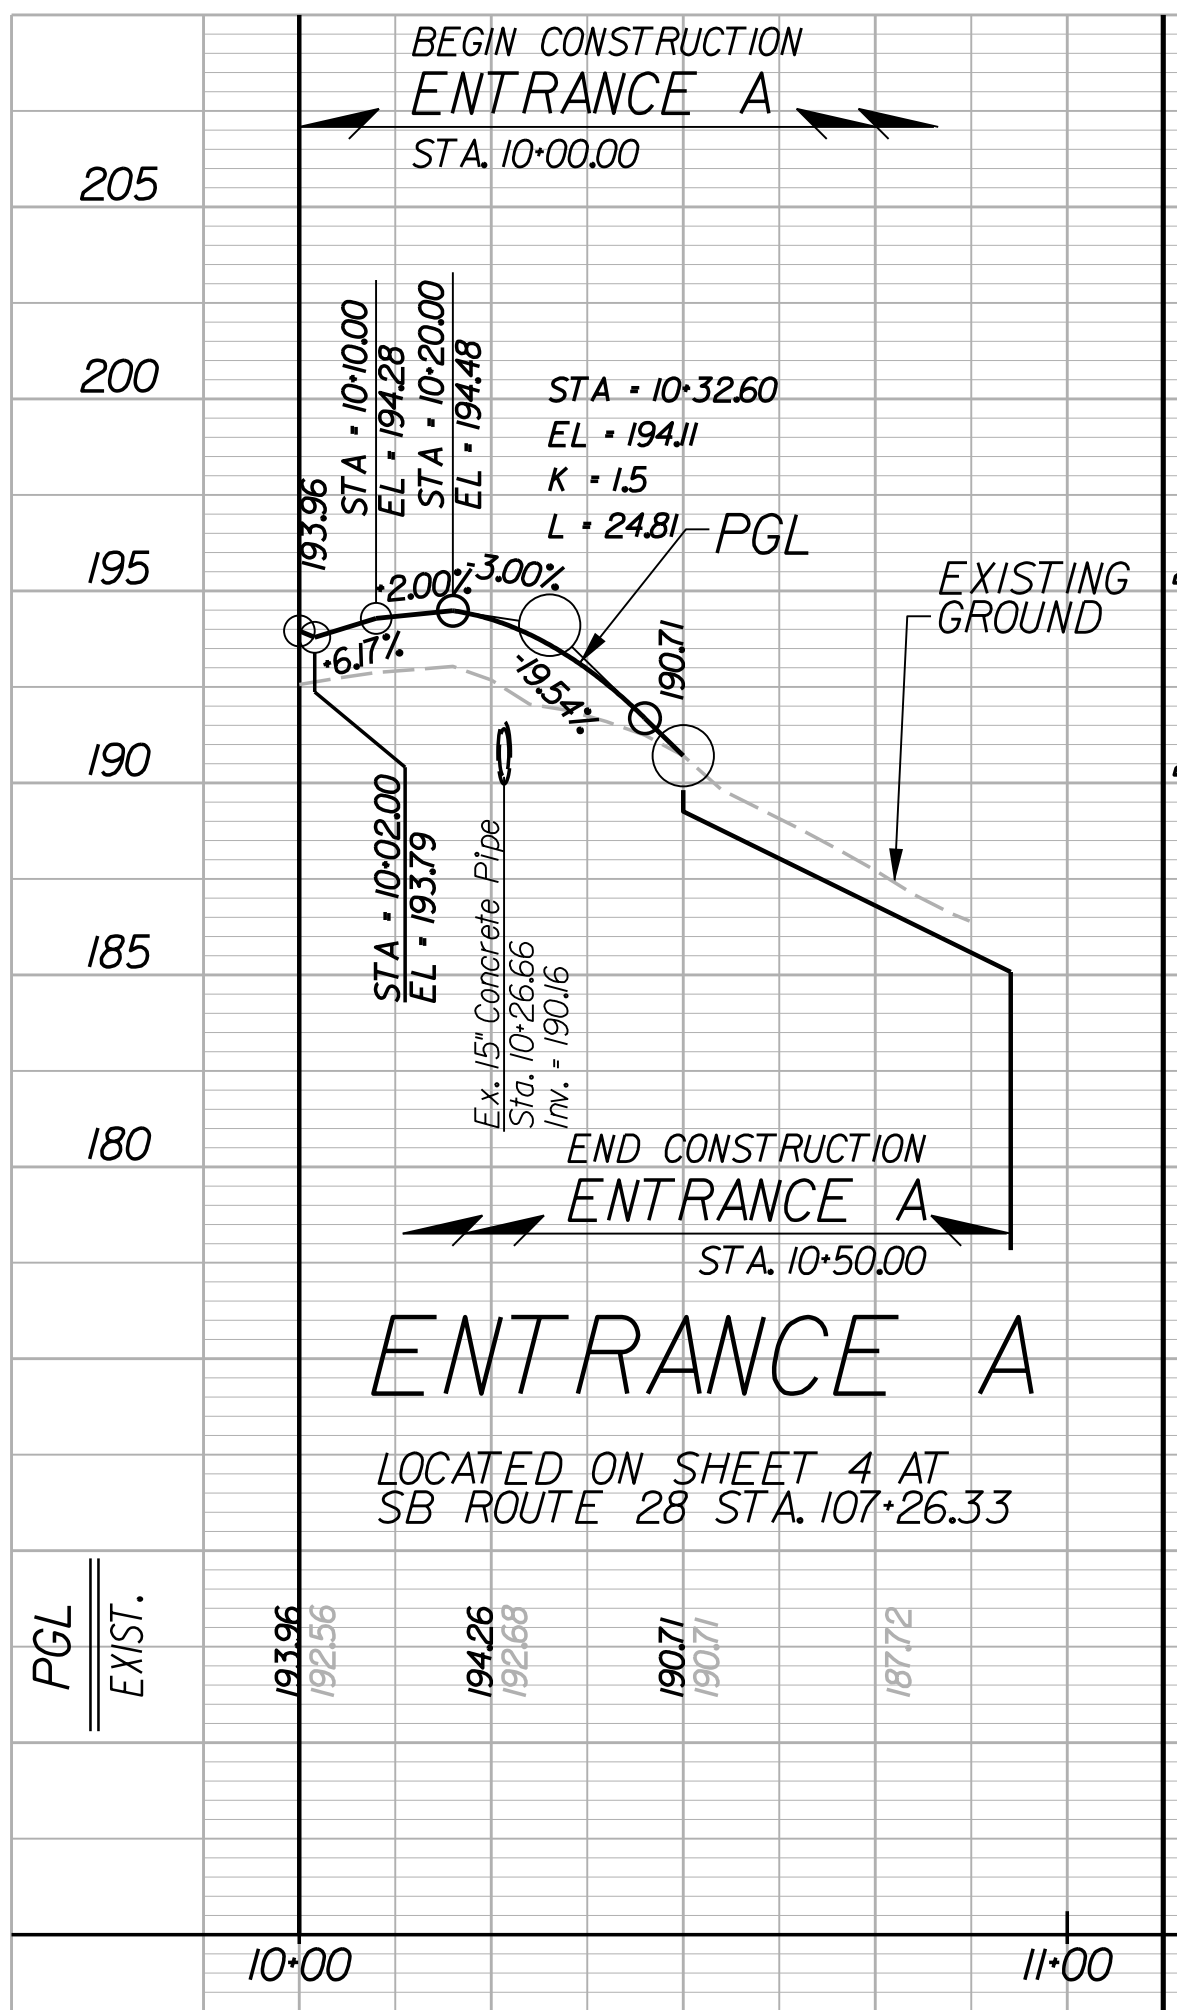 BEGIN CONSTRUCTION
ENTRANCE A
STA. 10+00.00
205
200
195
190
185
180
193.96
STA = 10+10.00
EL = 194.28
STA = 10+20.00
EL = 194.48
STA = 10+32.60
EL = 194.11
K = 1.5
L = 24.81
PGL
EXISTING
GROUND
+2.00%
-3.00%
+6.17%
-19.54%
190.71
STA = 10+02.00
EL = 193.79
Ex. 15" Concrete Pipe
Sta. 10+26.66
Inv. = 190.16
END CONSTRUCTION
ENTRANCE A
STA. 10+50.00
ENTRANCE A
LOCATED ON SHEET 4 AT
SB ROUTE 28 STA. 107+26.33
PGL
EXIST.
193.96
192.56
194.26
192.68
190.71
190.71
187.72
10+00
11+00